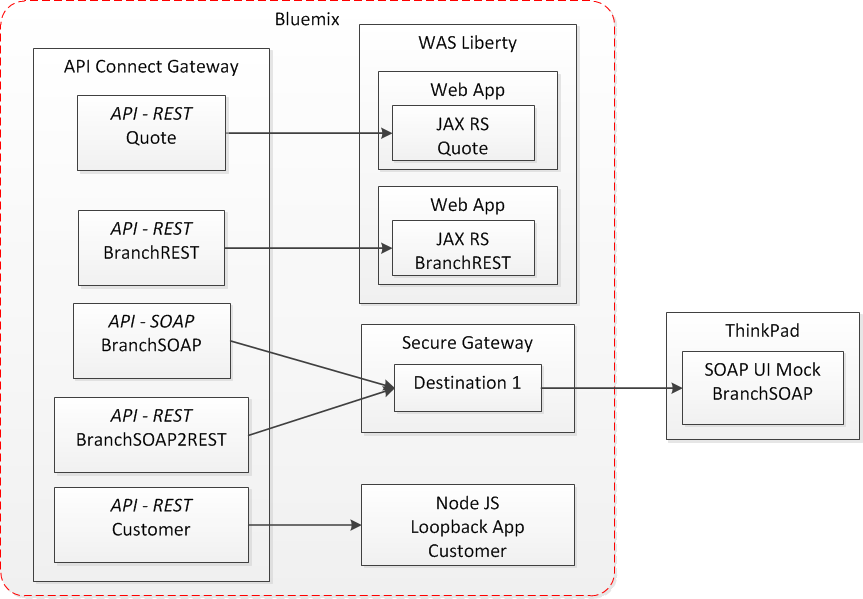 Bluemix
API Connect Gateway
API - REST
Quote
API - REST
BranchREST
API - SOAP
BranchSOAP
API - REST
BranchSOAP2REST
API - REST
Customer
WAS Liberty
Web App
JAX RS
Quote
Web App
JAX RS
BranchREST
Secure Gateway
Destination 1
Node JS
Loopback App
Customer
ThinkPad
SOAP UI Mock
BranchSOAP